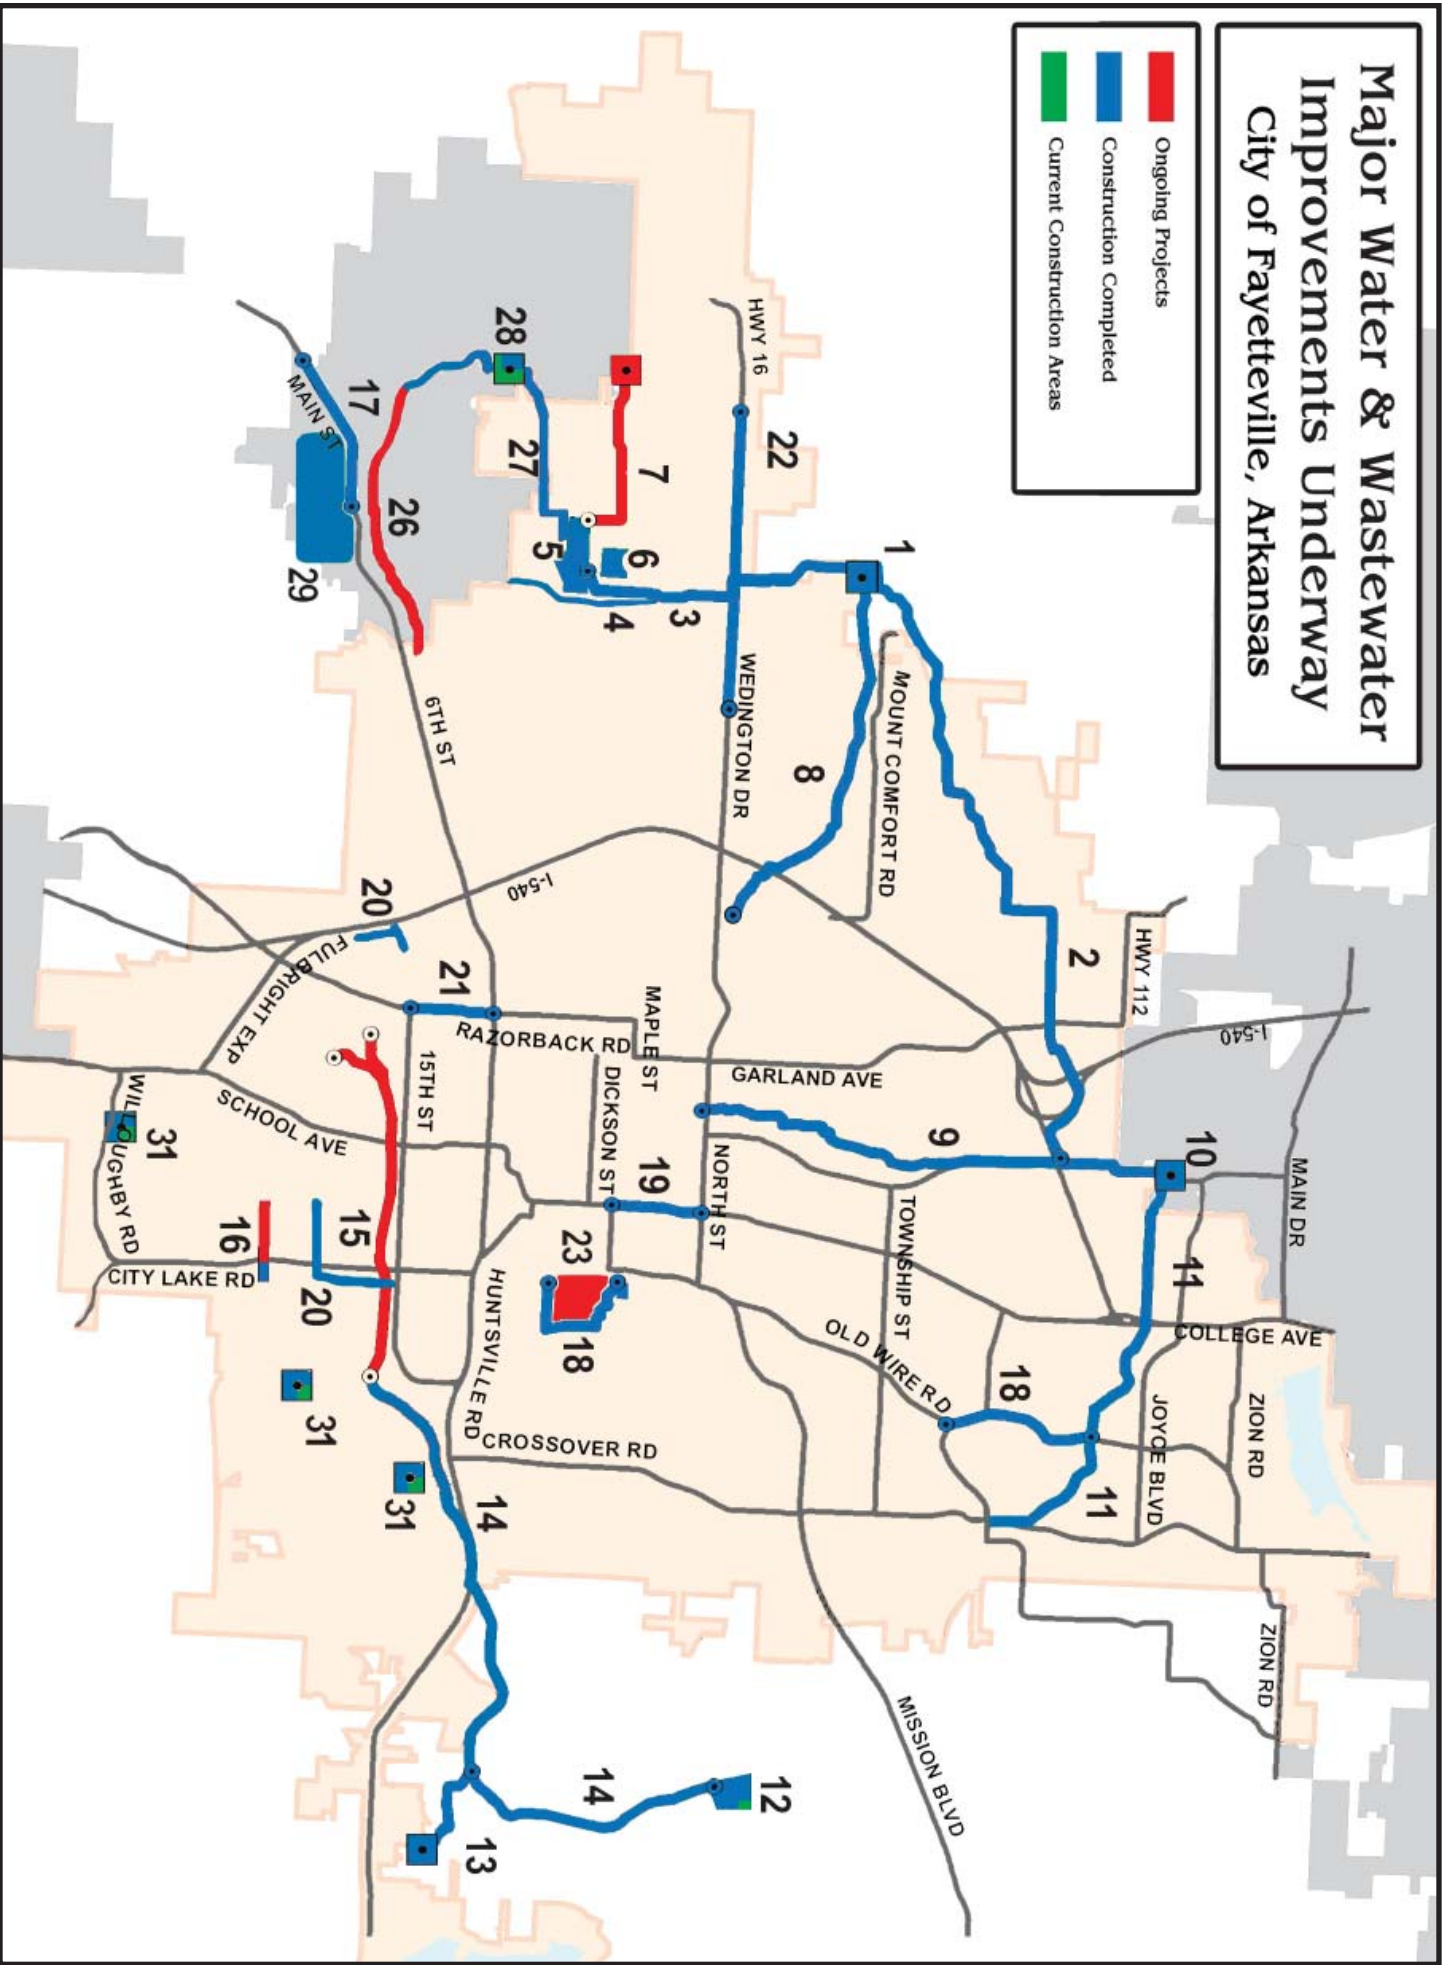 Major Water & Wastewater
Improvements Underway
City of Fayetteville, Arkansas
Ongoing Projects
Construction Completed
Current Construction Areas
HWY 16
22
1
28
7
27
5
6
4
3
17
MAIN ST
26
29
6TH ST
WEDINGTON DR
MOUNT COMFORT RD
8
I-540
20
FULBRIGHT EXP
21
RAZORBACK RD
MAPLE ST
GARLAND AVE
2
HWY 112
I-540
MAIN DR
15TH ST
DICKSON ST
SCHOOL AVE
WILLOUGHBY RD
31
9
10
19
NORTH ST
TOWNSHIP ST
11
16
15
CITY LAKE RD
20
23
18
HUNTSVILLE RD
OLD WIRE RD
COLLEGE AVE
18
JOYCE BLVD
ZION RD
31
31
CROSSOVER RD
14
11
ZION RD
MISSION BLVD
14
12
13